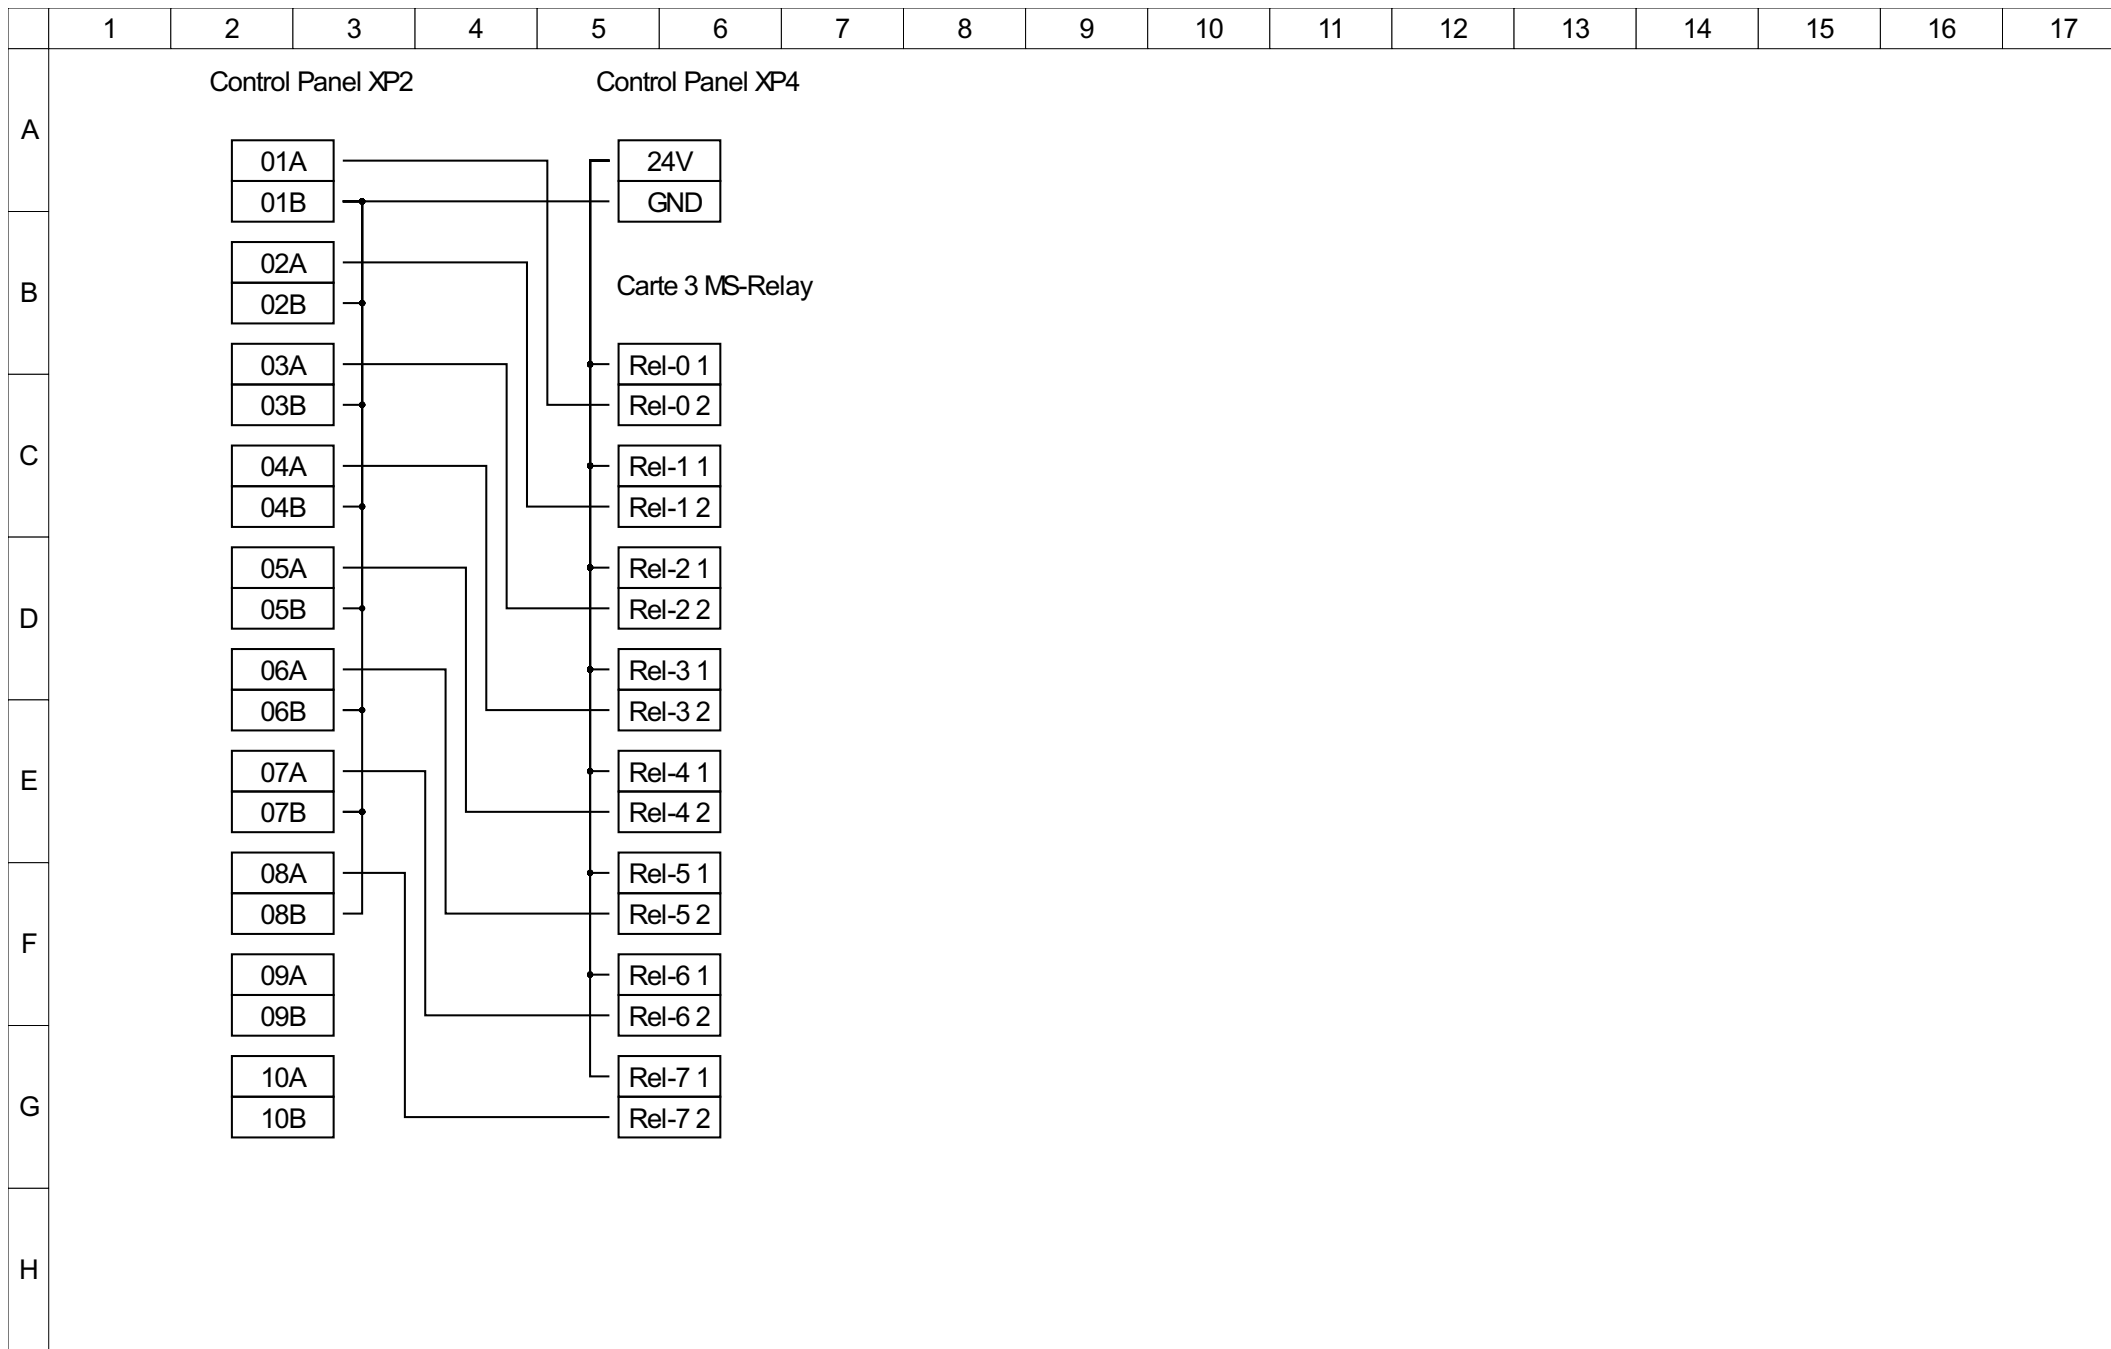 1 2 3 4 5 6 7 8 9 10 11 12 13 14 15 16 17
Control Panel XP2 Control Panel XP4
A
01A 24V
01B GND
02A
B Carte 3 MS-Relay
02B
03A Rel-0 1
03B Rel-0 2
C
04A Rel-1 1
04B Rel-1 2
05A Rel-2 1
05B Rel-2 2
D
06A Rel-3 1
06B Rel-3 2
07A Rel-4 1
E
07B Rel-4 2
08A Rel-5 1
08B Rel-5 2
F
09A Rel-6 1
09B Rel-6 2
10A Rel-7 1
G
10B Rel-7 2
H